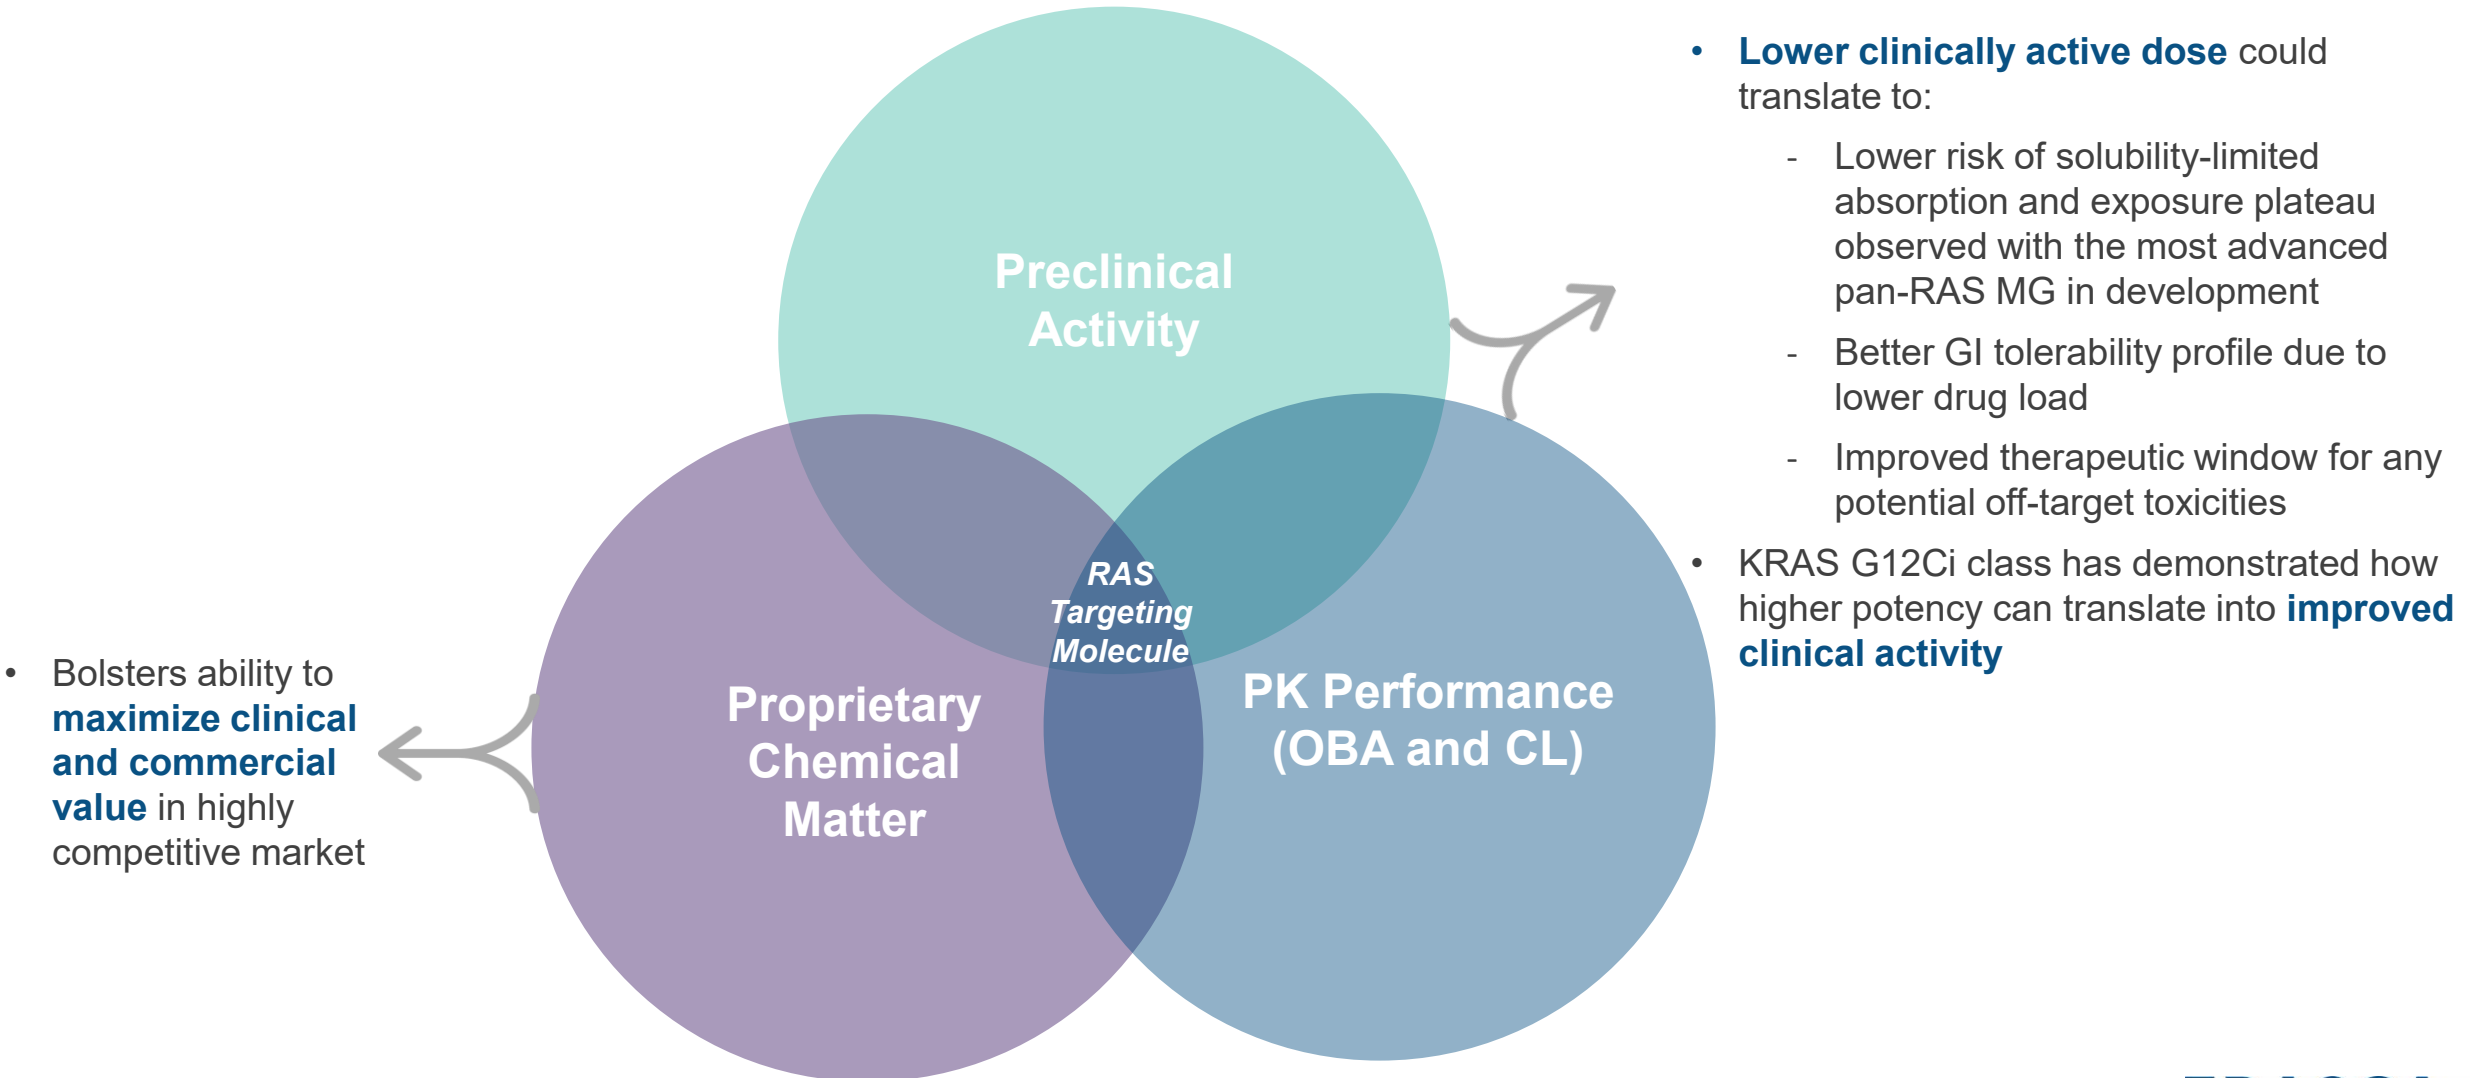 Preclinical
Activity
RAS
Targeting
Molecule
Proprietary
Chemical
Matter
PK Performance
(OBA and CL)
• Bolsters ability to
maximize clinical
and commercial
value in highly
competitive market
• Lower clinically active dose could
translate to:
- Lower risk of solubility-limited
absorption and exposure plateau
observed with the most advanced
pan-RAS MG in development
- Better GI tolerability profile due to
lower drug load
- Improved therapeutic window for any
potential off-target toxicities
• KRAS G12Ci class has demonstrated how
higher potency can translate into improved
clinical activity